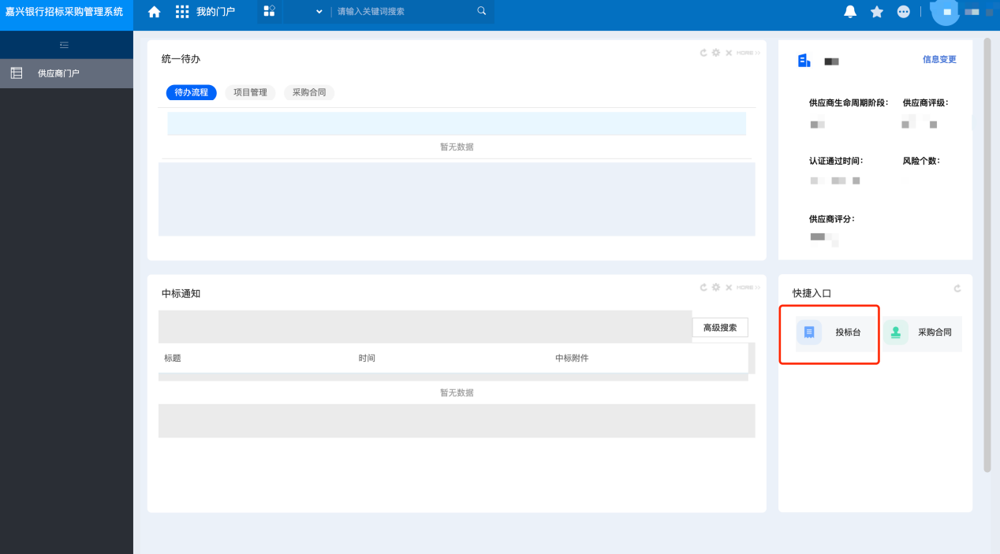 嘉兴银行招标采购管理系统
我的门户
请输入关键词搜索
供应商门户
统一待办
MORE >>
待办流程
项目管理
采购合同
暂无数据
信息变更
供应商生命周期阶段：
供应商评级：
认证通过时间：
风险个数：
供应商评分：
中标通知
MORE >>
高级搜索
标题
时间
中标附件
暂无数据
快捷入口
投标台
采购合同